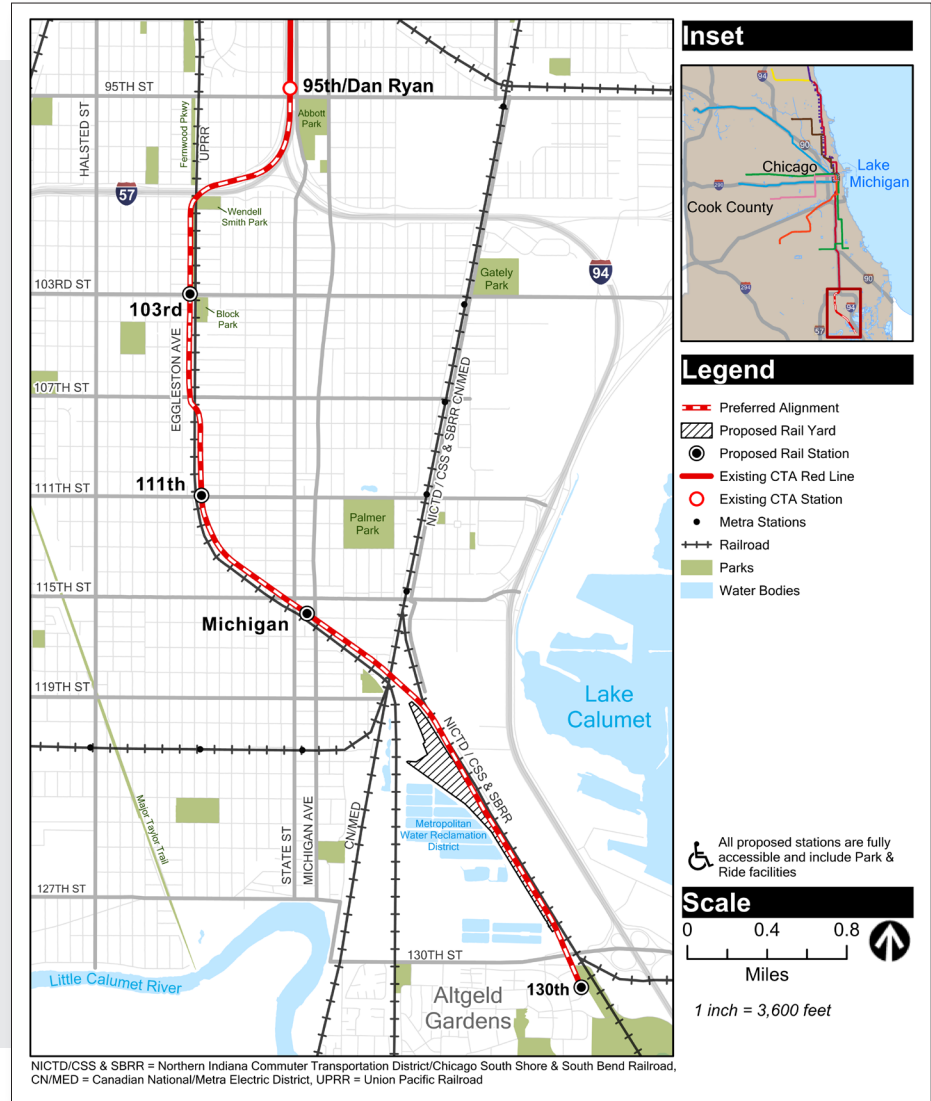 95TH ST
95th/Dan Ryan
HALSTED ST
Fernwood Pkwy
UPRR
Abbott
Park
57
Wendell
Smith Park
94
Gately
Park
103RD ST
103rd
Block
Park
EGGLESTON AVE
107TH ST
NICTD / CSS & SBRR CN/MED
111TH ST
111th
Palmer
Park
115TH ST
Michigan
119TH ST
Lake
Calumet
NICTD / CSS & SBRR
Major Taylor Trail
STATE ST
MICHIGAN AVE
CN/MED
Metropolitan
Water Reclamation
District
127TH ST
130TH ST
Little Calumet River
130th
Altgeld
Gardens
NICTD/CSS & SBRR = Northern Indiana Commuter Transportation District/Chicago South Shore & South Bend Railroad,
CN/MED = Canadian National/Metra Electric District, UPRR = Union Pacific Railroad
Inset
94
90
Chicago
Lake
Michigan
290
Cook County
90
294
94
57
Legend
Preferred Alignment
Proposed Rail Yard
Proposed Rail Station
Existing CTA Red Line
Existing CTA Station
Metra Stations
Railroad
Parks
Water Bodies
All proposed stations are fully
accessible and include Park &
Ride facilities
Scale
0 0.4 0.8
Miles
1 inch = 3,600 feet